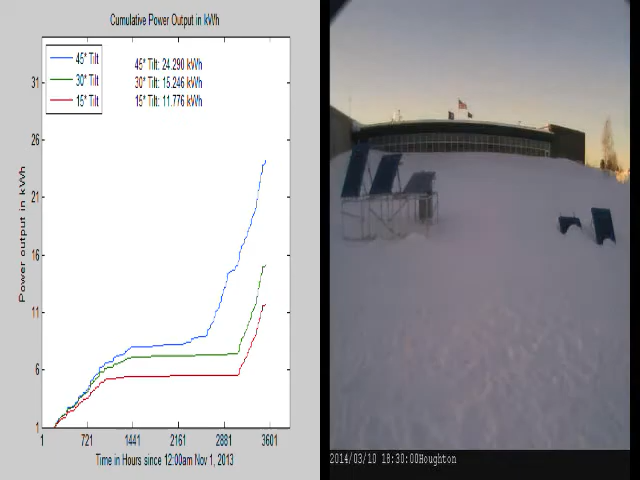 Cumulative Power Output in kWh
45° Tilt
30° Tilt
15° Tilt
45° Tilt: 24.290 kWh
30° Tilt: 15.246 kWh
15° Tilt: 11.776 kWh
31
26
21
16
11
6
1
Power output in kWh
1 721 1441 2161 2881 3601
Time in Hours since 12:00am Nov 1, 2013
2014/03/10 18:30:00Houghton